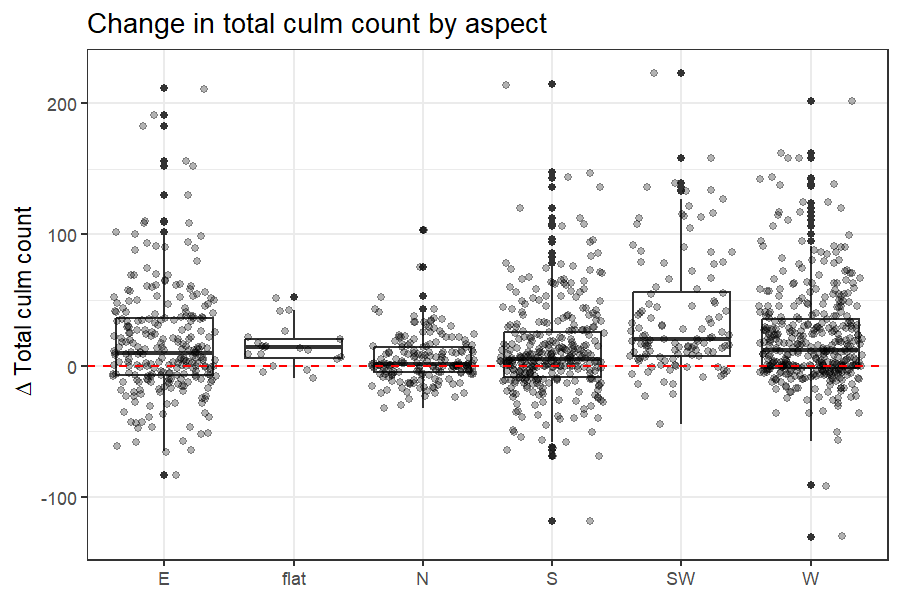 Change in total culm count by aspect
Δ Total culm count
200
100
0
-100
E flat N S SW W